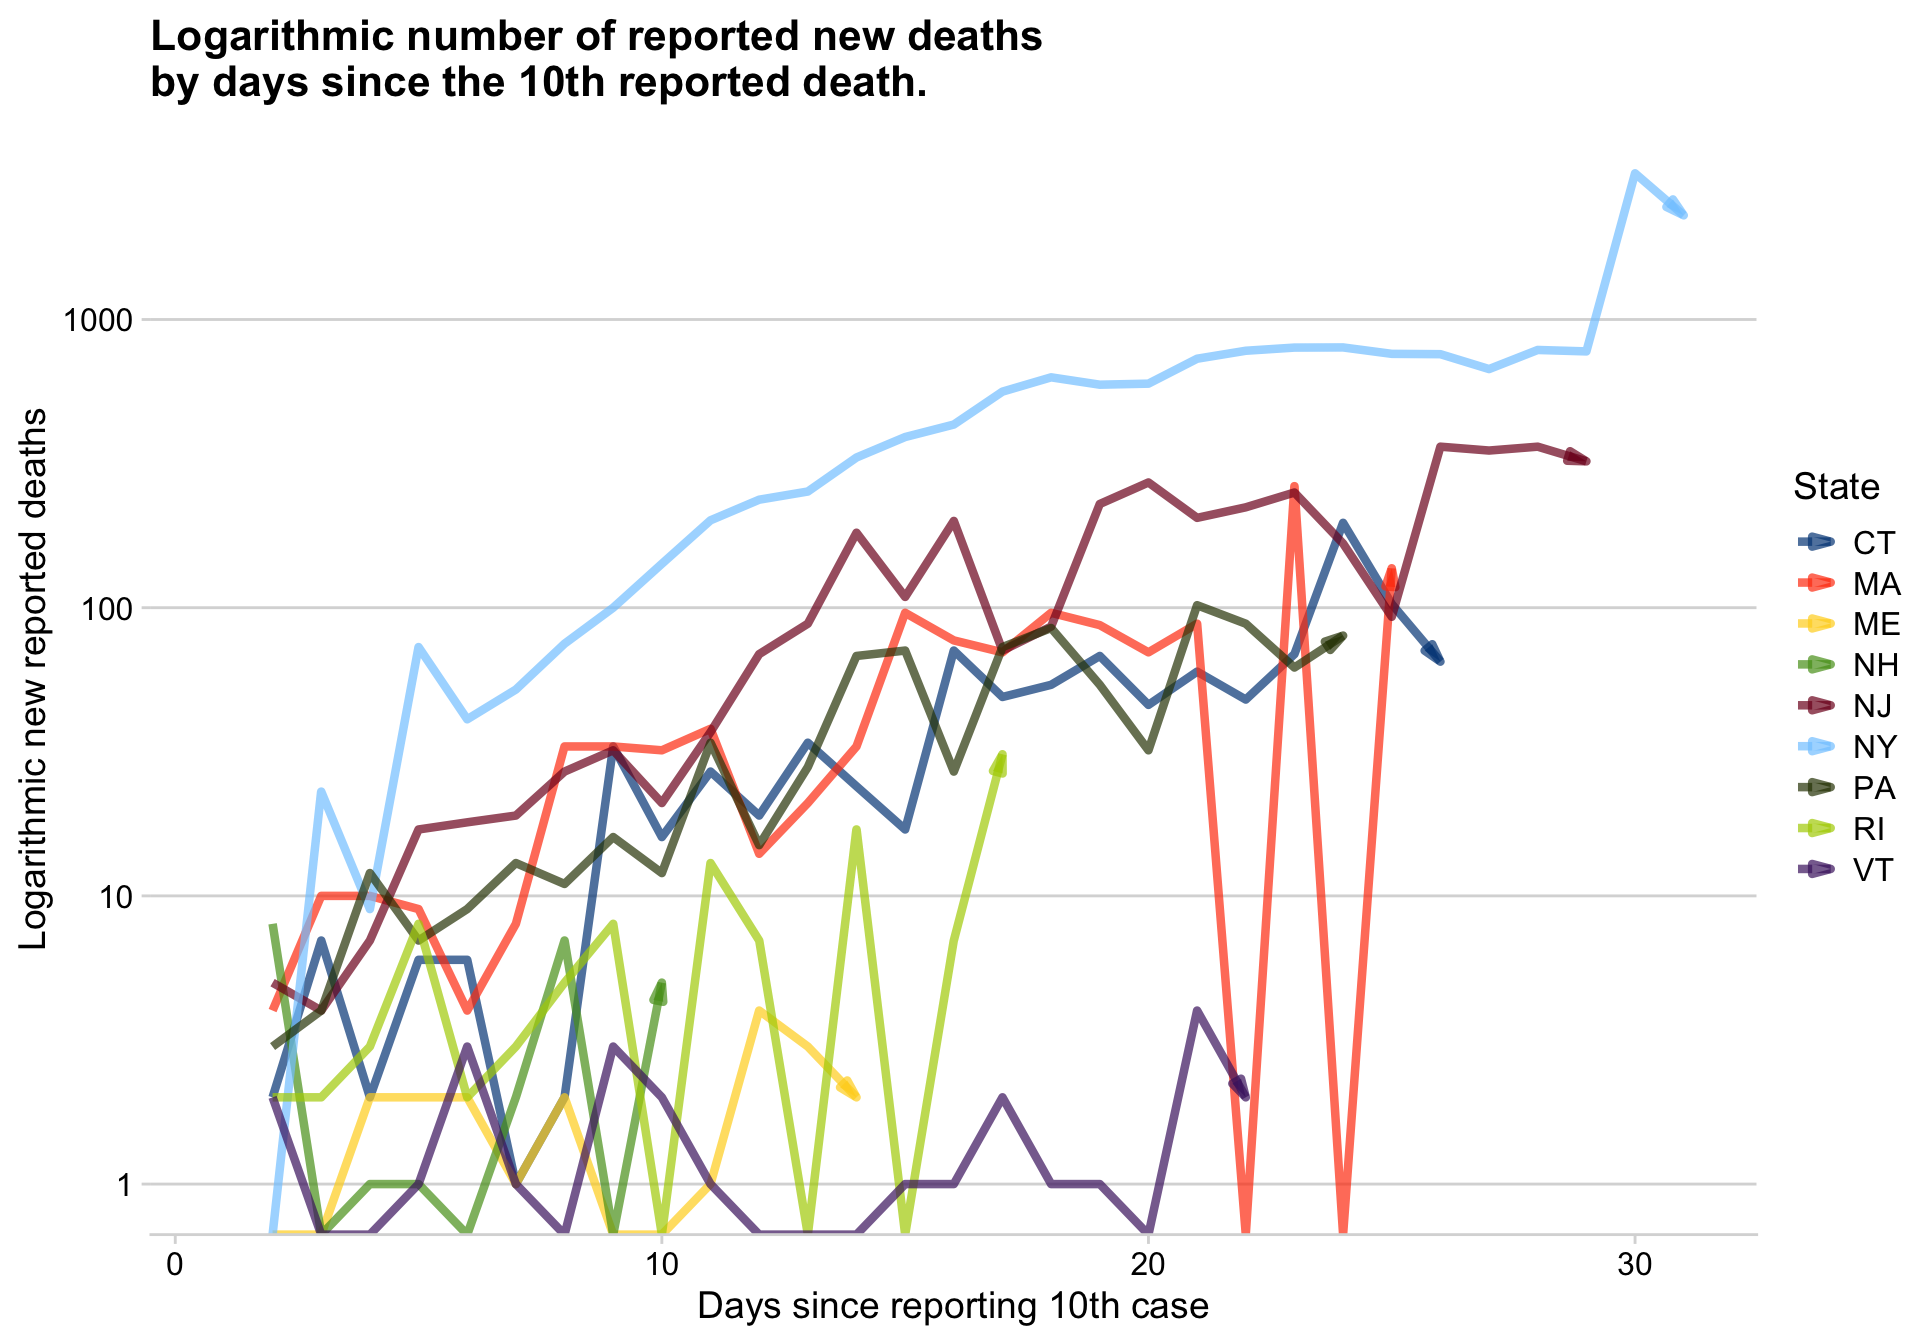 Logarithmic number of reported new deaths
by days since the 10th reported death.
Logarithmic new reported deaths
1000
100
10
1
0 10 20 30
Days since reporting 10th case
State
CT
MA
ME
NH
NJ
NY
PA
RI
VT